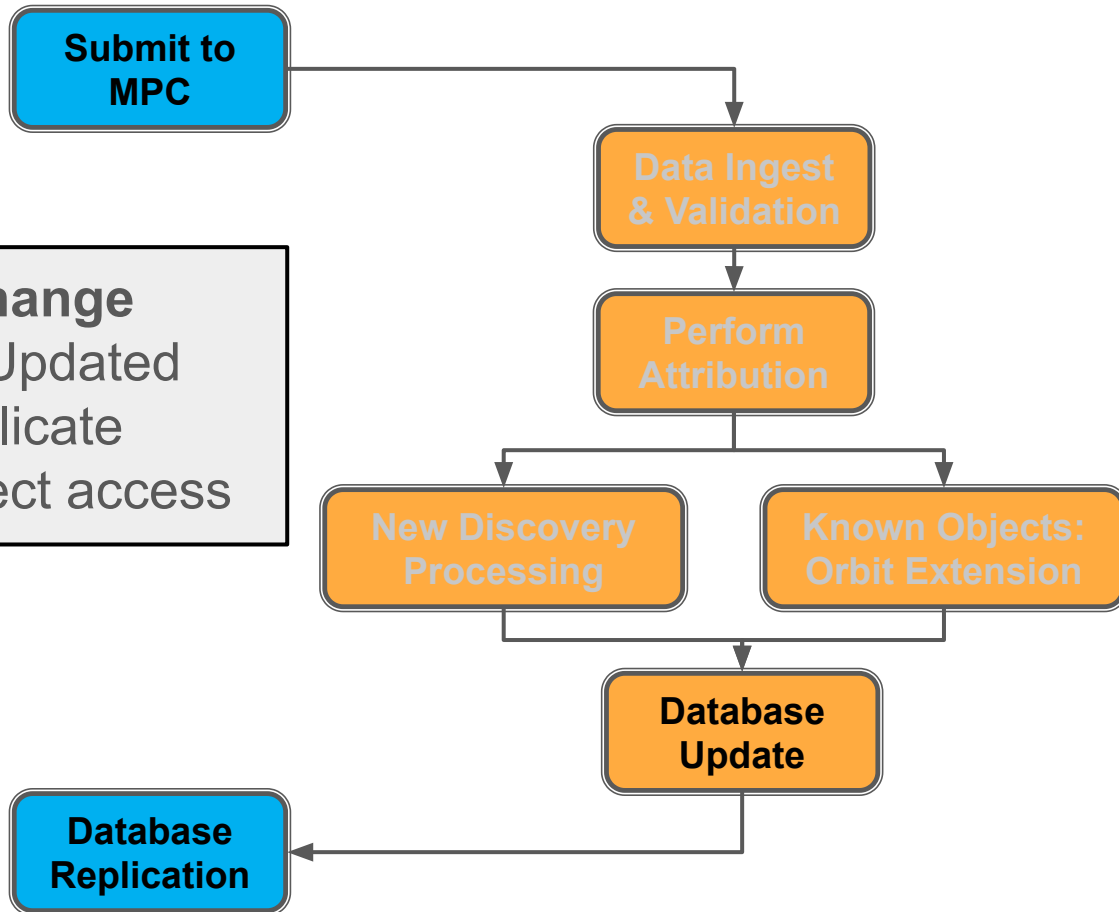 Submit to
MPC
Data Ingest
& Validation
hange
Updated
licate
ect access
Perform
Attribution
New Discovery
Processing
Known Objects:
Orbit Extension
Database
Update
Database
Replication